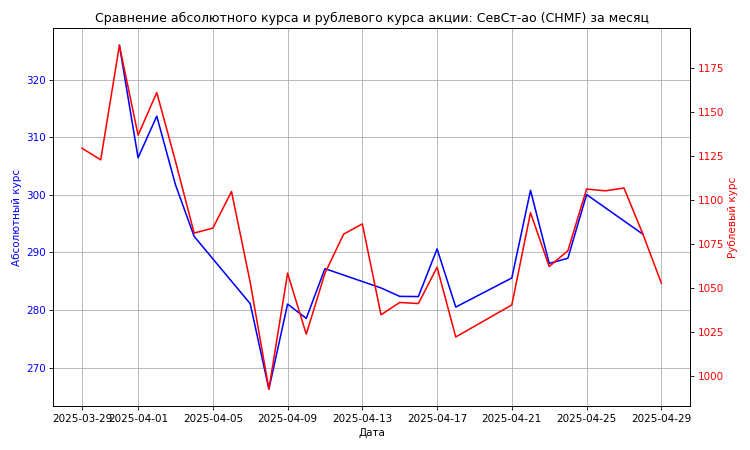 Сравнение абсолютного курса и рублевого курса акции: СевСт-ао (CHMF) за месяц
Абсолютный курс
320
310
300
290
280
270
1175
1150
1125
1100
1075
1050
1025
1000
Рублевый курс
2025-03-29 2025-04-01 2025-04-05 2025-04-09 2025-04-13 2025-04-17 2025-04-21 2025-04-25 2025-04-29
Дата